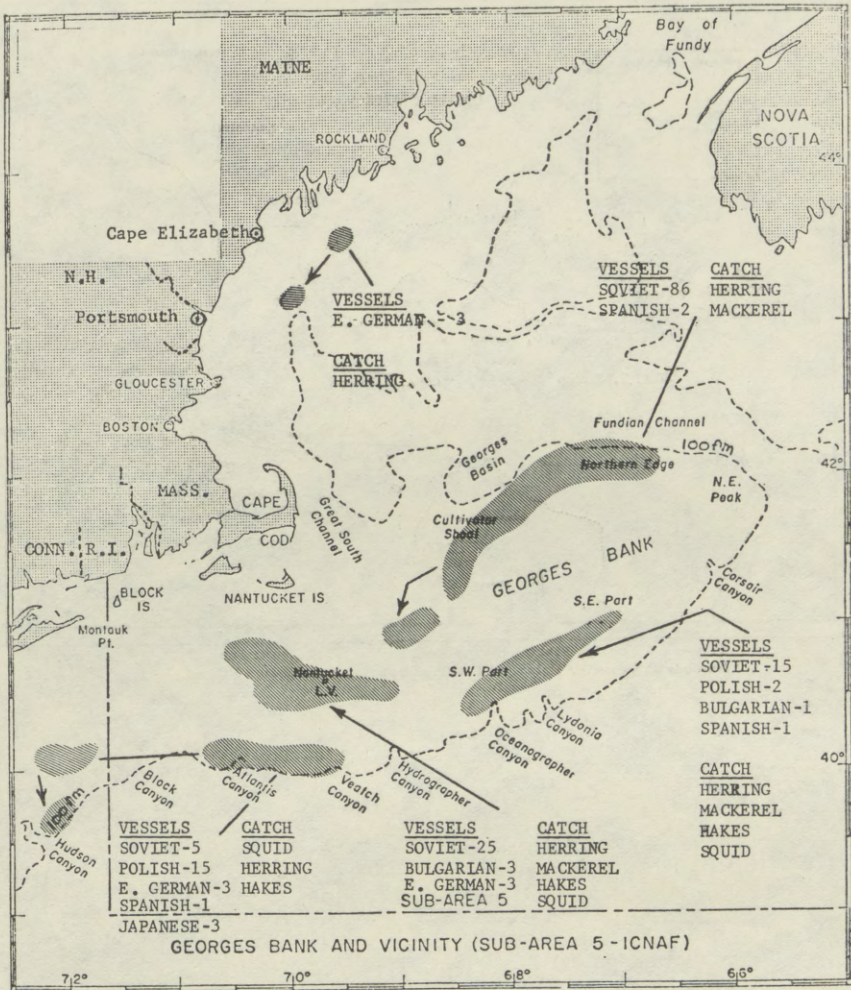 Bay of
Fundy
MAINE
NOVA
SCOTIA
ROCKLAND
44°
Cape Elizabeth
N.H.
VESSELS CATCH
SOVIET-86 HERRING
SPANISH-2 MACKEREL
VESSELS
E. GERMAN 3
Portsmouth
CATCH
HERRING
GLOUCESTER
BOSTON
Fundian Channel
100fm
42°
Georges
Basin
Northern Edge
N.E.
Peak
MASS.
CAPE
COD
Great South
Channel
Cultivator
Shoal
CONN. R.I.
GEORGES BANK
Corsair
Canyon
BLOCK
IS
NANTUCKET IS
S.E. Part
Montauk
Pt.
VESSELS
SOVIET-15
POLISH-2
BULGARIAN-1
SPANISH-1
Nantucket
L.V.
S.W. Part
Lydonia
Canyon
Oceanographer
Canyon
40°
Hydrographer
Canyon
CATCH
HERRING
MACKEREL
HAKES
SQUID
Block
Canyon
Atlantis
Canyon
Veatch
Canyon
100fm
Hudson
Canyon
VESSELS CATCH
SOVIET-5 SQUID
POLISH-15 HERRING
E. GERMAN-3 HAKES
SPANISH-1
JAPANESE-3
VESSELS CATCH
SOVIET-25 HERRING
BULGARIAN-3 MACKEREL
E. GERMAN-3 HAKES
SUB-AREA 5 SQUID
GEORGES BANK AND VICINITY (SUB-AREA 5-ICNAF)
72° 70° 68° 66°